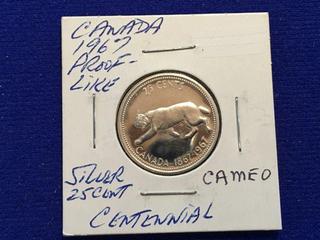 CANADA
1967
PROOF-
LIKE
25 CENTS
CANADA 1867-1967
SILVER
25 CENT
CAMEO
CENTENNIAL